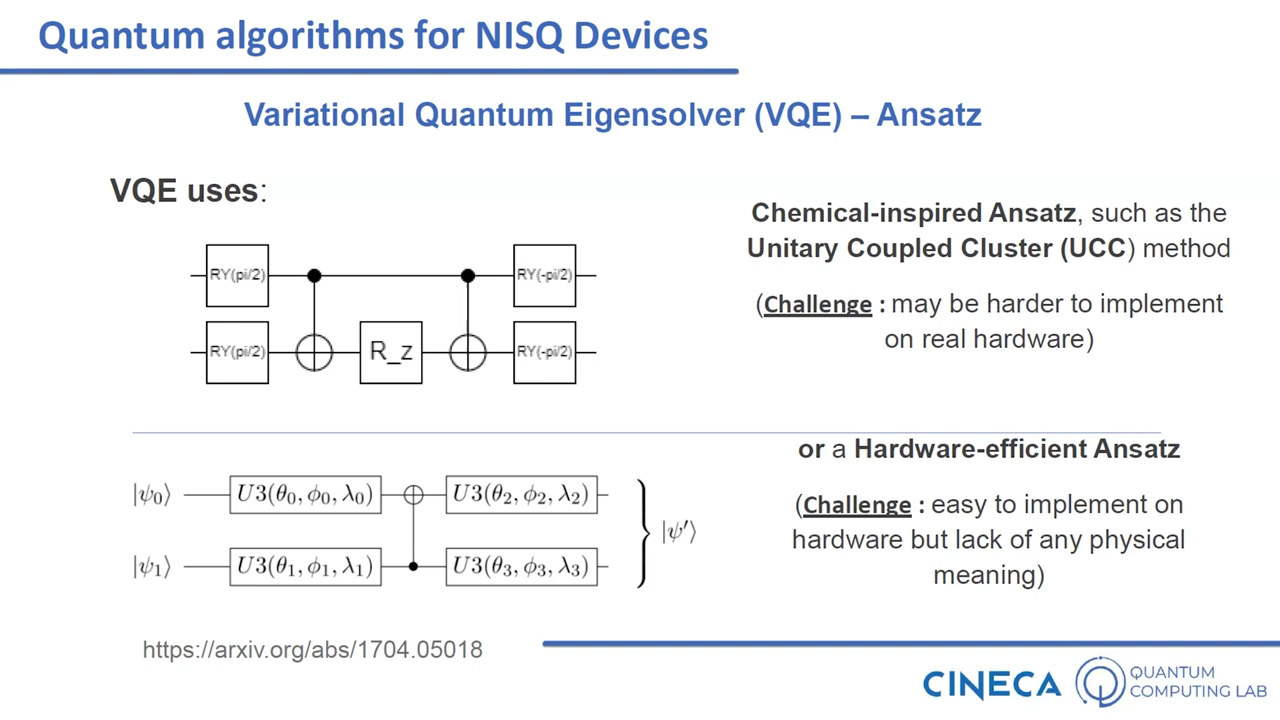 Quantum algorithms for NISQ Devices
Variational Quantum Eigensolver (VQE) – Ansatz
VQE uses:
RY(pi/2)
RY(-pi/2)
RY(pi/2)
R_z
RY(-pi/2)
Chemical-inspired Ansatz, such as the
Unitary Coupled Cluster (UCC) method
(Challenge : may be harder to implement
on real hardware)
|ψ₀⟩ U3(θ₀, ϕ₀, λ₀) U3(θ₂, ϕ₂, λ₂)
|ψ₁⟩ U3(θ₁, ϕ₁, λ₁) U3(θ₃, ϕ₃, λ₃)
|ψ′⟩
or a Hardware-efficient Ansatz
(Challenge : easy to implement on
hardware but lack of any physical
meaning)
https://arxiv.org/abs/1704.05018
CINECA
QUANTUM
COMPUTING LAB